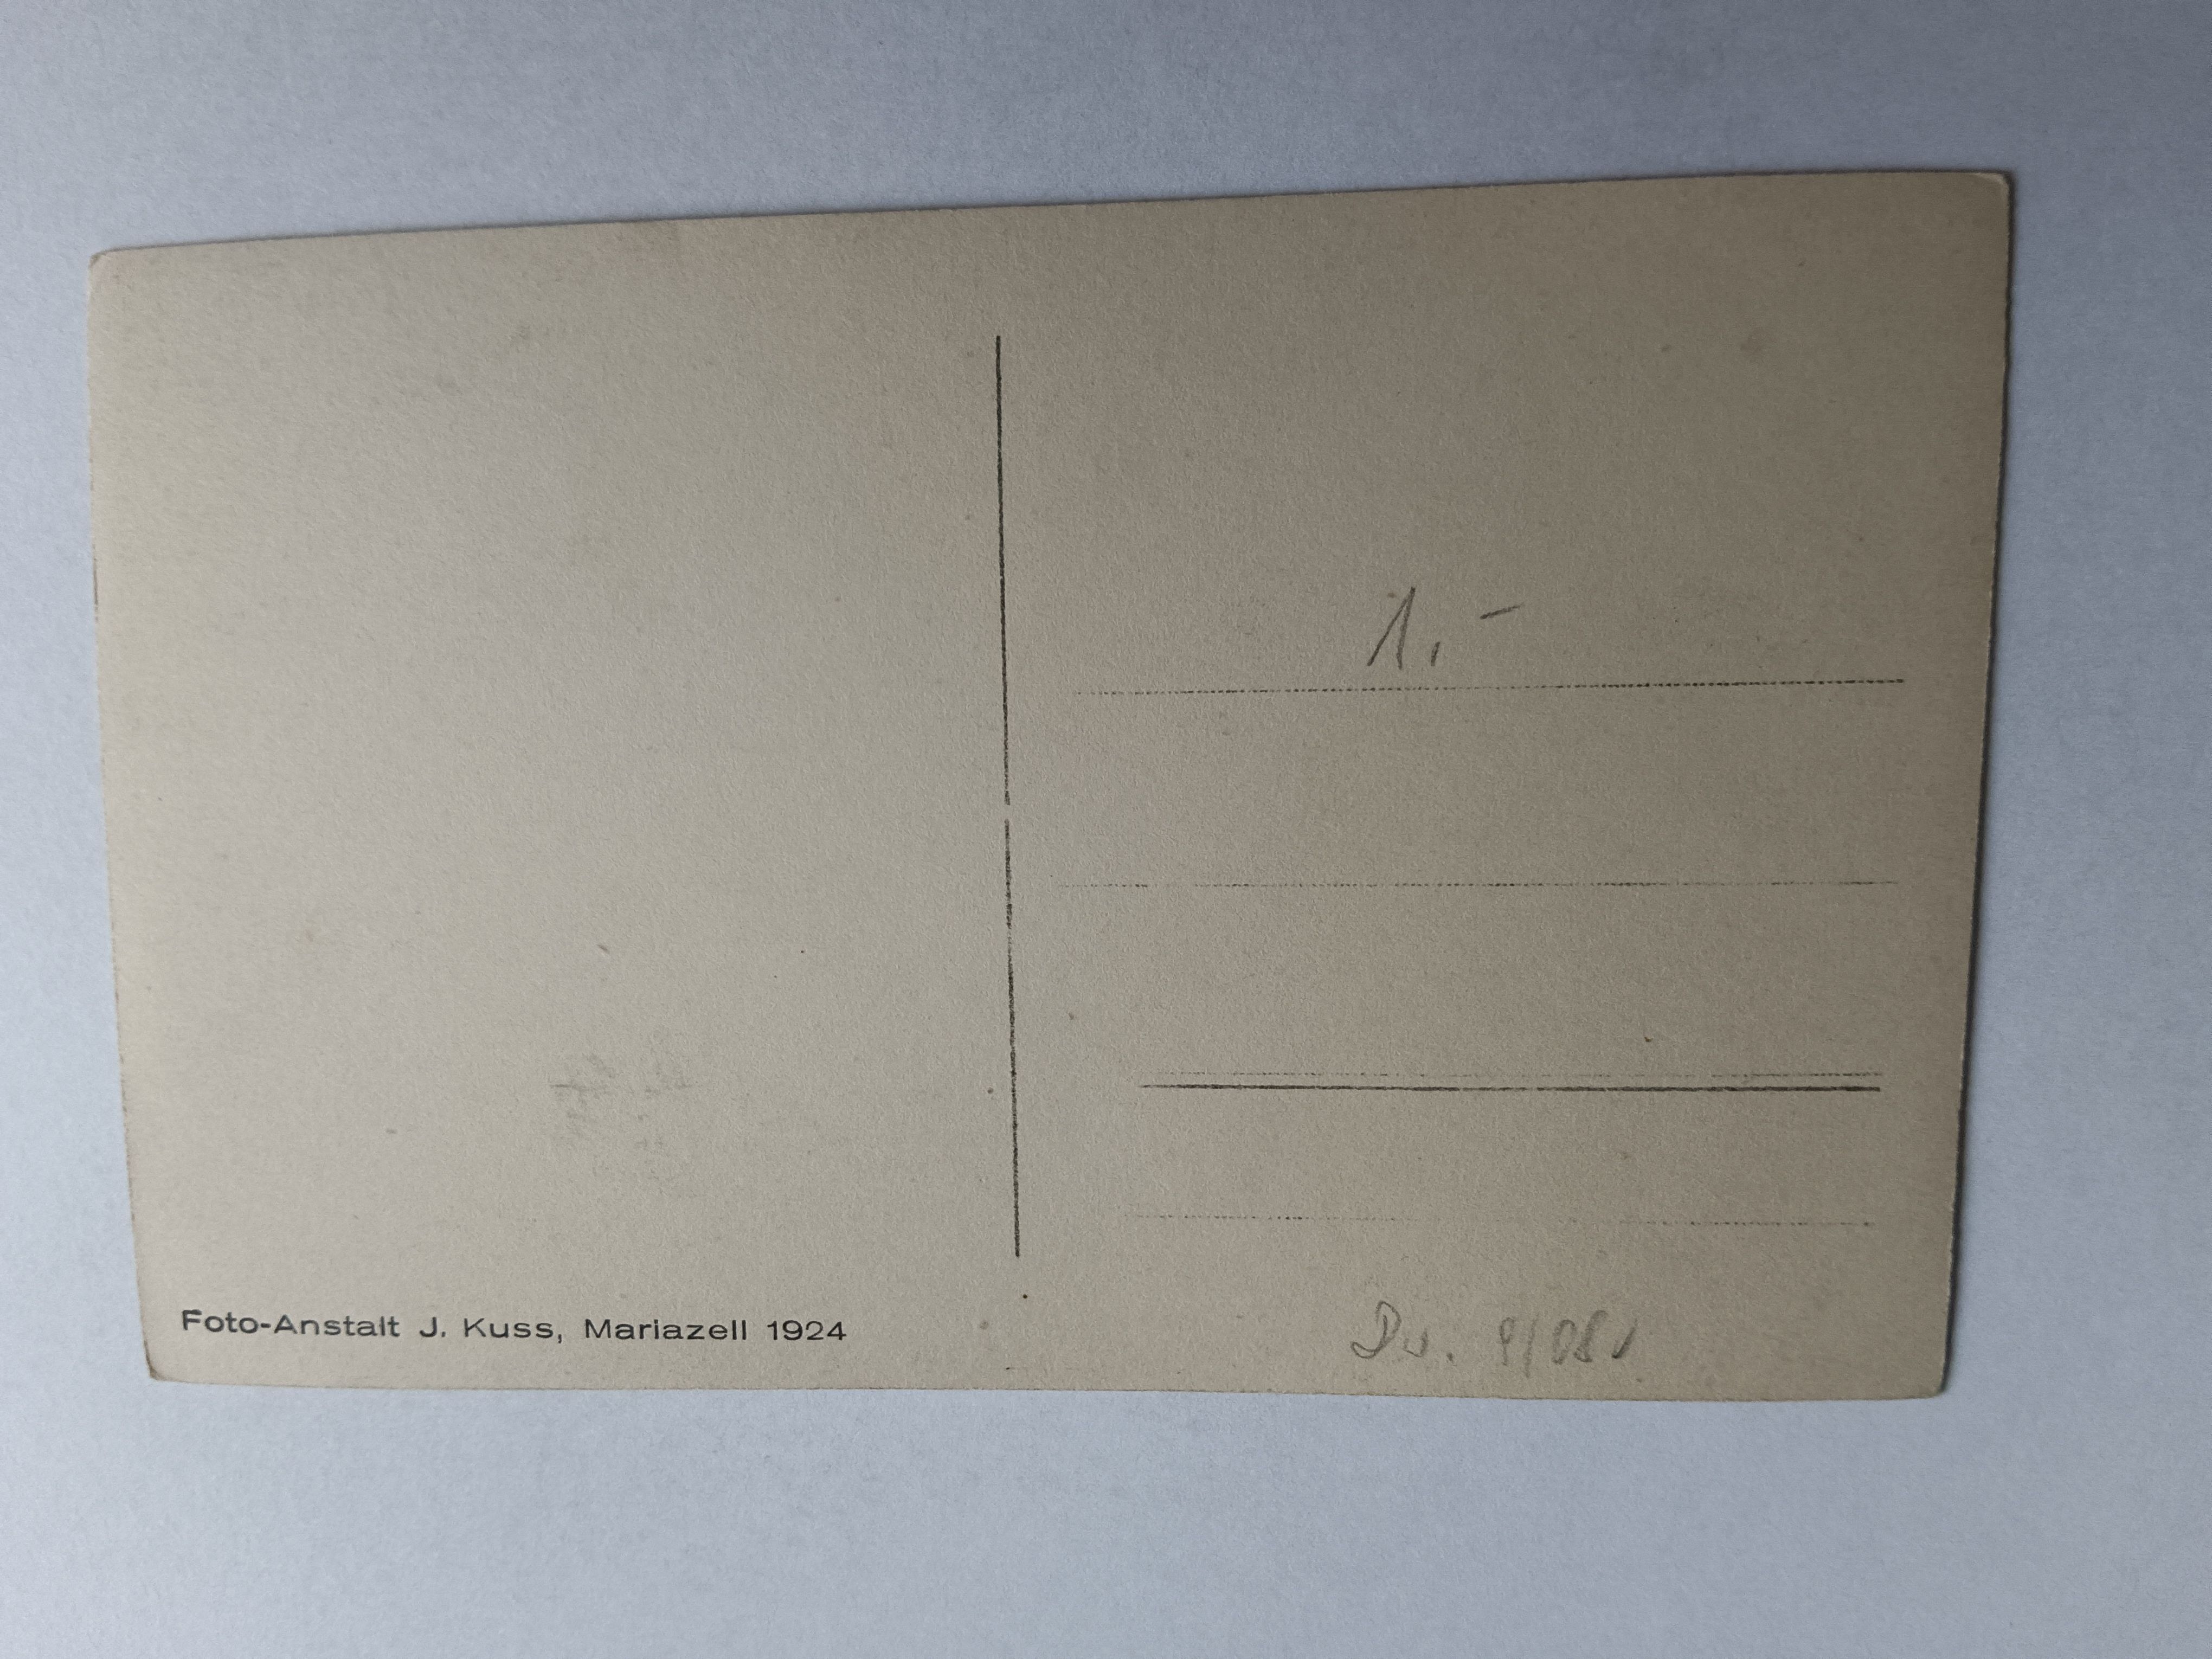 1,-
Foto-Anstalt J. Kuss, Mariazell 1924